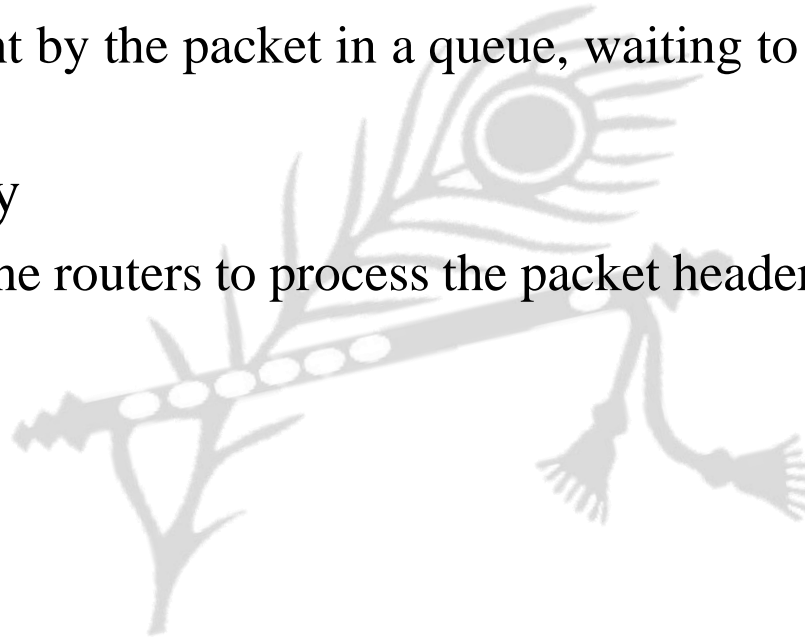 nt by the packet in a queue, waiting to
y
he routers to process the packet header